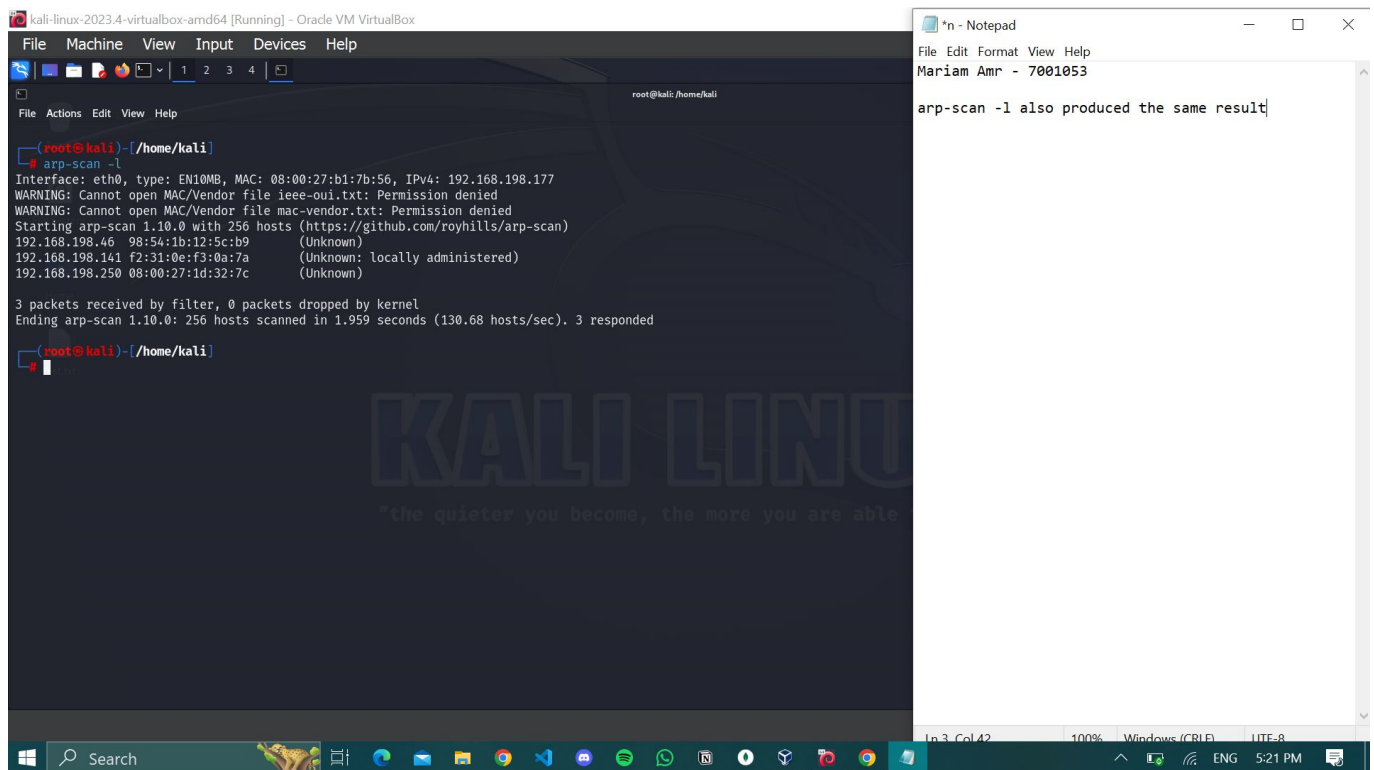 kali-linux-2023.4-virtualbox-amd64 [Running] - Oracle VM VirtualBox
File Machine View Input Devices Help
1 2 3 4
root@kali: /home/kali
File Actions Edit View Help
(root㉿kali)-[/home/kali]
# arp-scan -l
Interface: eth0, type: EN10MB, MAC: 08:00:27:b1:7b:56, IPv4: 192.168.198.177
WARNING: Cannot open MAC/Vendor file ieee-oui.txt: Permission denied
WARNING: Cannot open MAC/Vendor file mac-vendor.txt: Permission denied
Starting arp-scan 1.10.0 with 256 hosts (https://github.com/royhills/arp-scan)
192.168.198.46 98:54:1b:12:5c:b9 (Unknown)
192.168.198.141 f2:31:0e:f3:0a:7a (Unknown: locally administered)
192.168.198.250 08:00:27:1d:32:7c (Unknown)
3 packets received by filter, 0 packets dropped by kernel
Ending arp-scan 1.10.0: 256 hosts scanned in 1.959 seconds (130.68 hosts/sec). 3 responded
(root㉿kali)-[/home/kali]
#
KALI LINU
"the quieter you become, the more you are able
*n - Notepad
File Edit Format View Help
Mariam Amr - 7001053
arp-scan -l also produced the same result
Ln 3, Col 42 100% Windows (CRLF) UTF-8
Search
ENG 5:21 PM